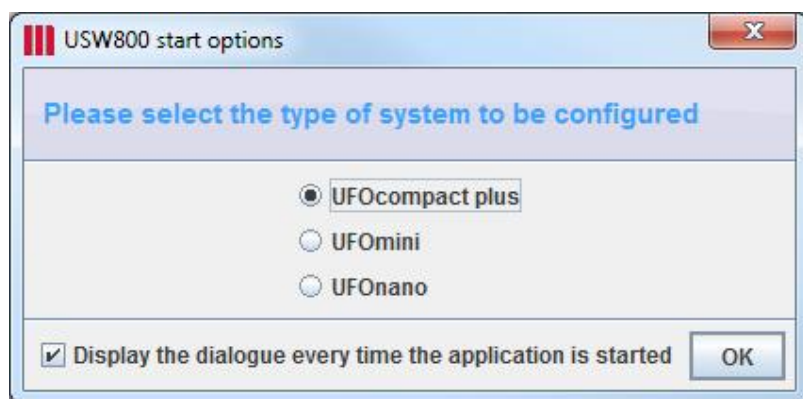 USW800 start options
Please select the type of system to be configured
UFOcompact plus
UFOmini
UFOnano
Display the dialogue every time the application is started
OK